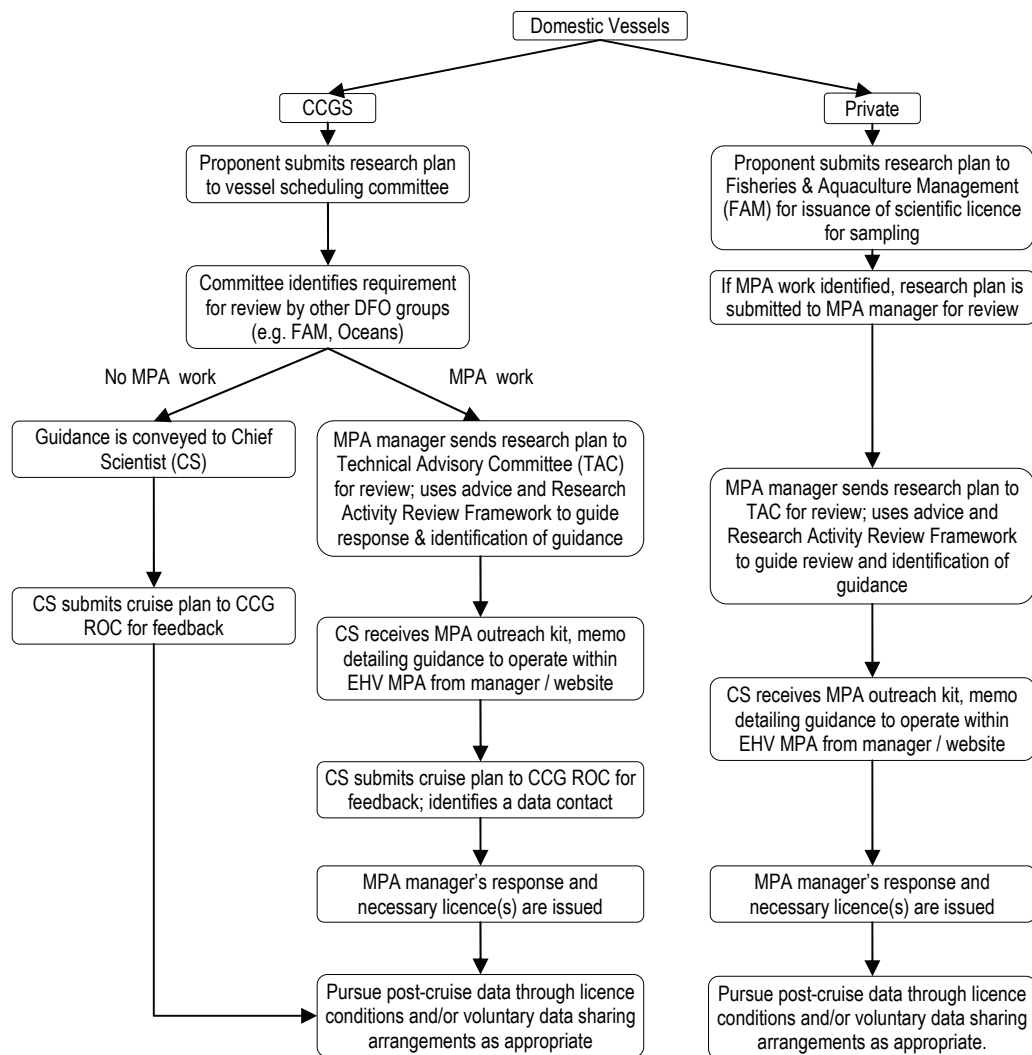 Domestic Vessels
CCGS
Proponent submits research plan
to vessel scheduling committee
Committee identifies requirement
for review by other DFO groups
(e.g. FAM, Oceans)
No MPA work
MPA work
Guidance is conveyed to Chief
Scientist (CS)
CS submits cruise plan to CCG
ROC for feedback
MPA manager sends research plan to
Technical Advisory Committee (TAC)
for review; uses advice and Research
Activity Review Framework to guide
response & identification of guidance
CS receives MPA outreach kit, memo
detailing guidance to operate within
EHV MPA from manager / website
CS submits cruise plan to CCG ROC for
feedback; identifies a data contact
MPA manager's response and
necessary licence(s) are issued
Pursue post-cruise data through licence
conditions and/or voluntary data sharing
arrangements as appropriate
Private
Proponent submits research plan to
Fisheries & Aquaculture Management
(FAM) for issuance of scientific licence
for sampling
If MPA work identified, research plan is
submitted to MPA manager for review
MPA manager sends research plan to
TAC for review; uses advice and
Research Activity Review Framework
to guide review and identification of
guidance
CS receives MPA outreach kit, memo
detailing guidance to operate within
EHV MPA from manager / website
MPA manager's response and
necessary licence(s) are issued
Pursue post-cruise data through licence
conditions and/or voluntary data sharing
arrangements as appropriate.